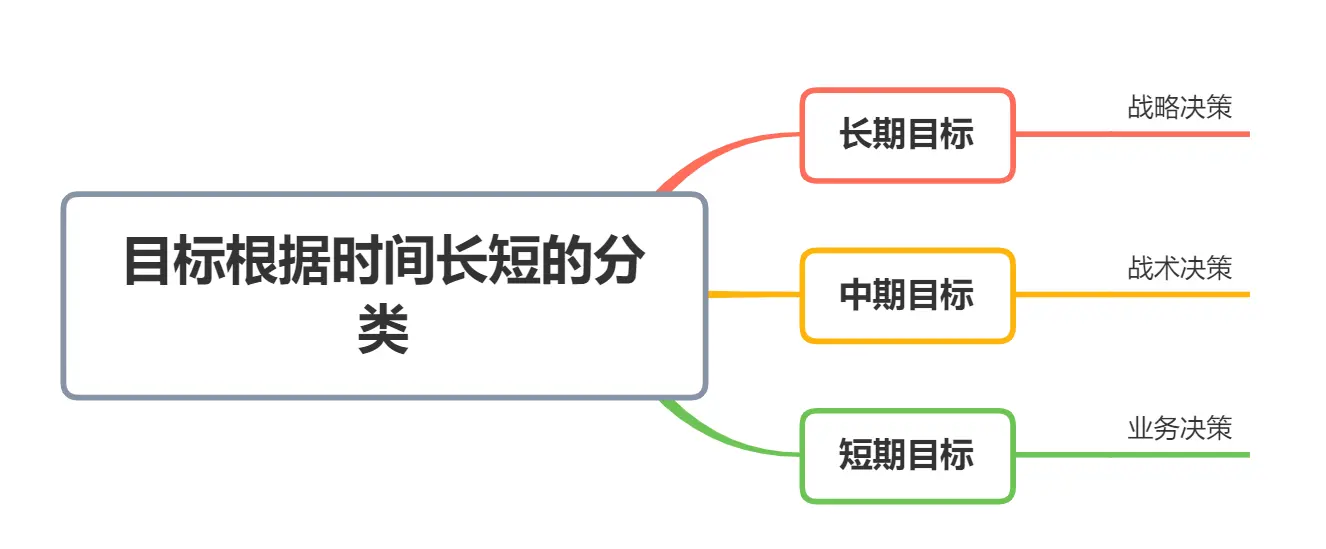 目标根据时间长短的分
类
长期目标
战略决策
中期目标
战术决策
短期目标
业务决策